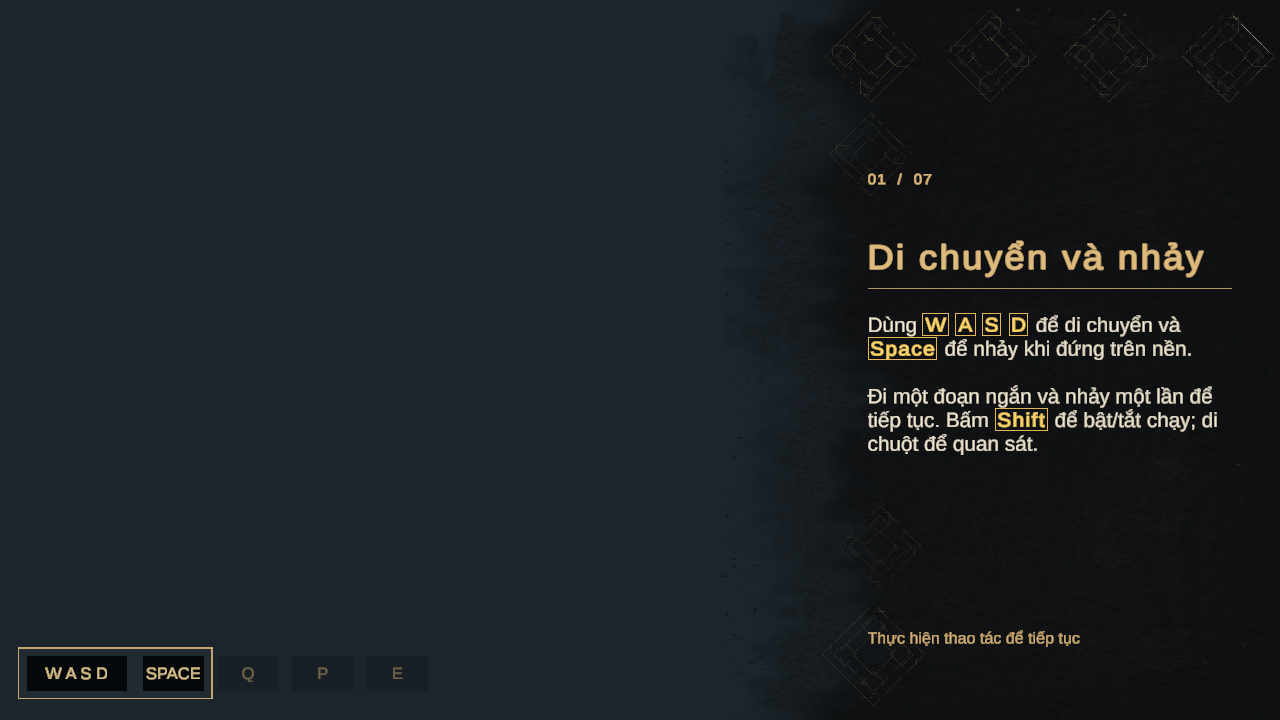 01 / 07
Di chuyển và nhảy
Dùng W A S D để di chuyển và
Space để nhảy khi đứng trên nền.
Đi một đoạn ngắn và nhảy một lần để
tiếp tục. Bấm Shift để bật/tắt chạy; di
chuột để quan sát.
Thực hiện thao tác để tiếp tục
W A S D SPACE Q P E